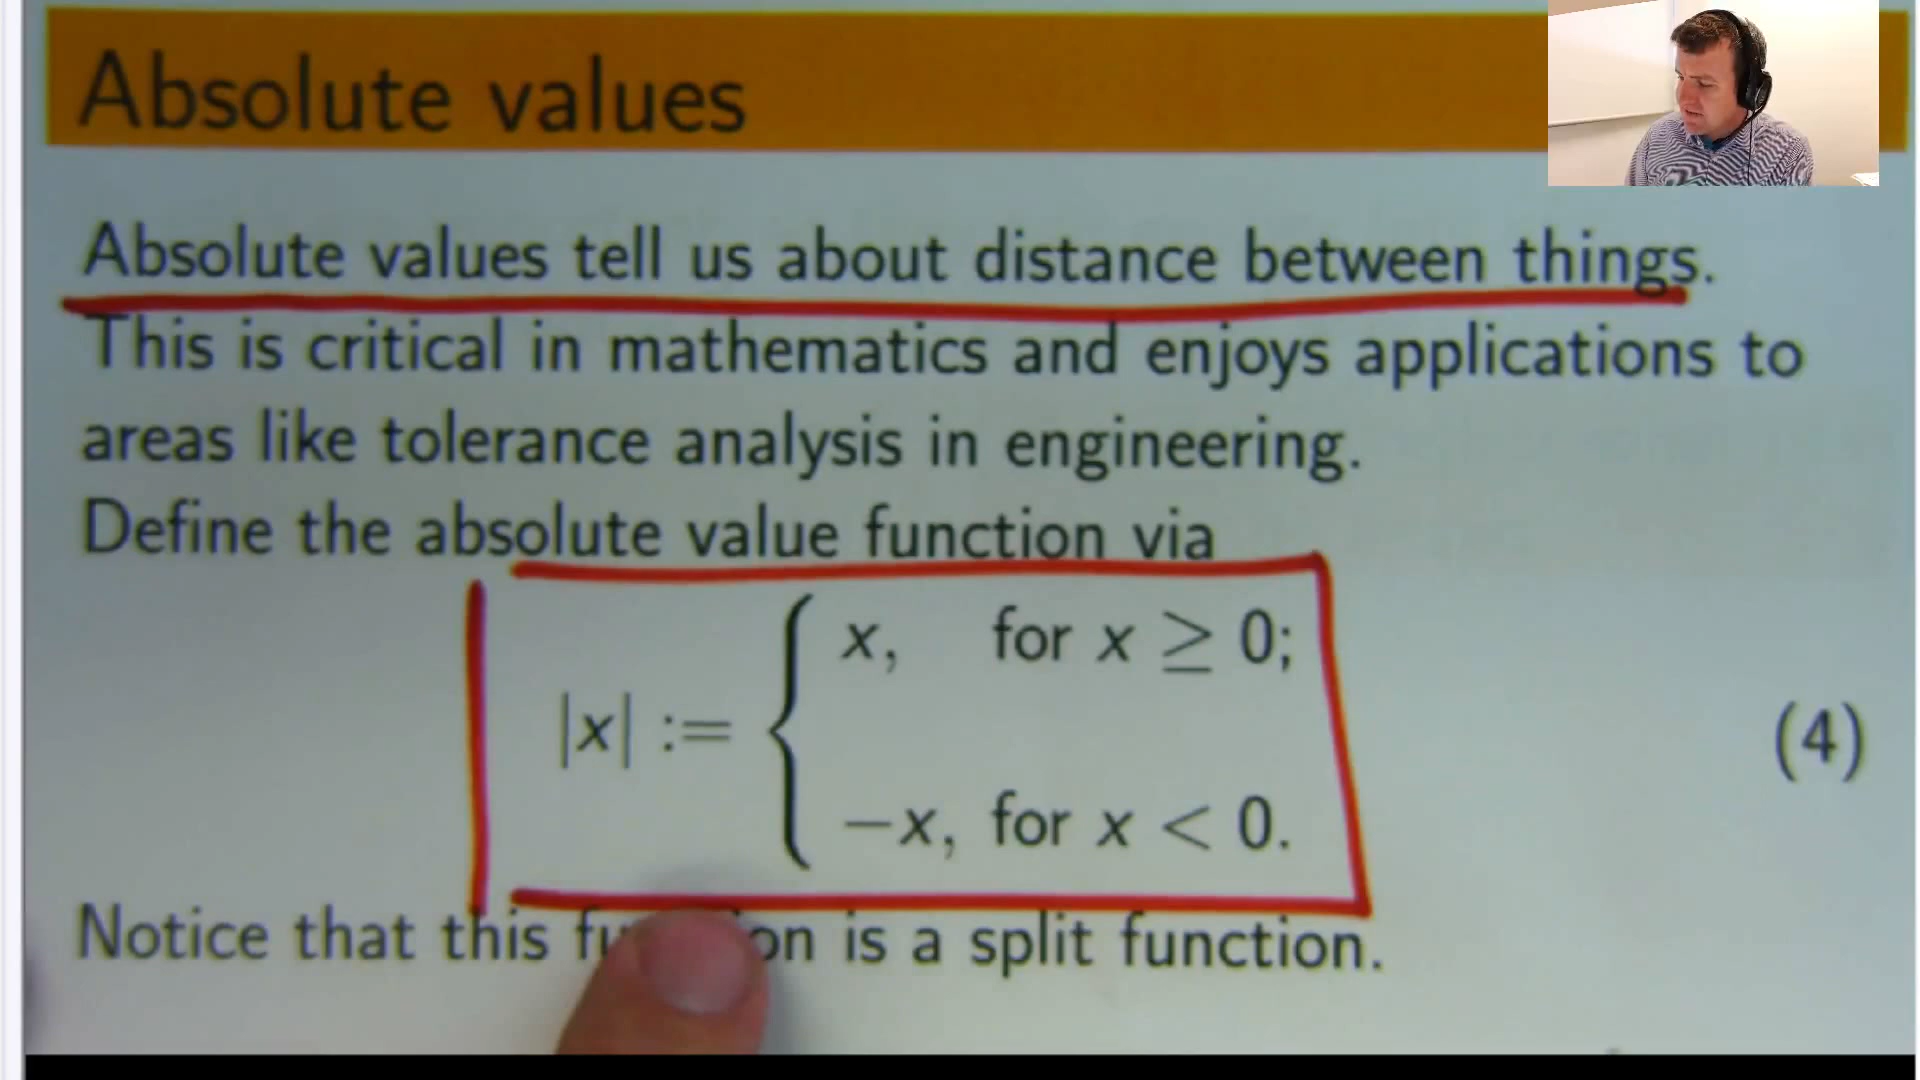 Absolute values
Absolute values tell us about distance between things.
This is critical in mathematics and enjoys applications to
areas like tolerance analysis in engineering.
Define the absolute value function via
x, for x ≥ 0;
|x| :=
(4)
−x, for x < 0.
Notice that this is a split function.